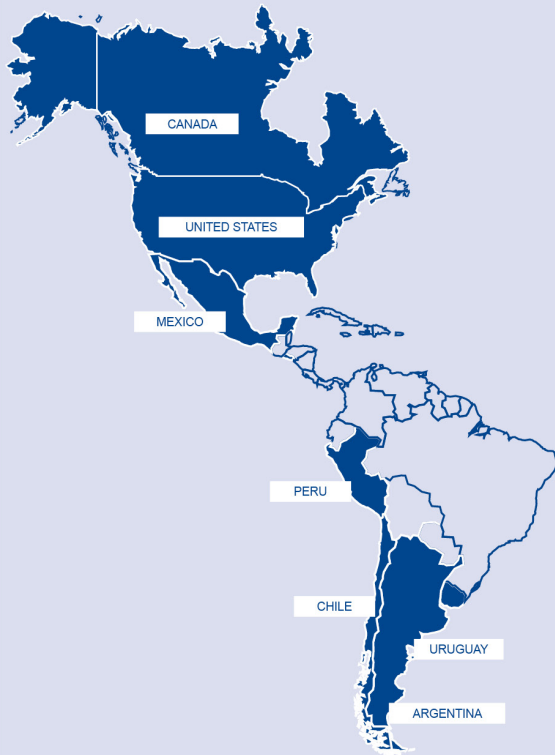 CANADA
UNITED STATES
MEXICO
PERU
CHILE
URUGUAY
ARGENTINA